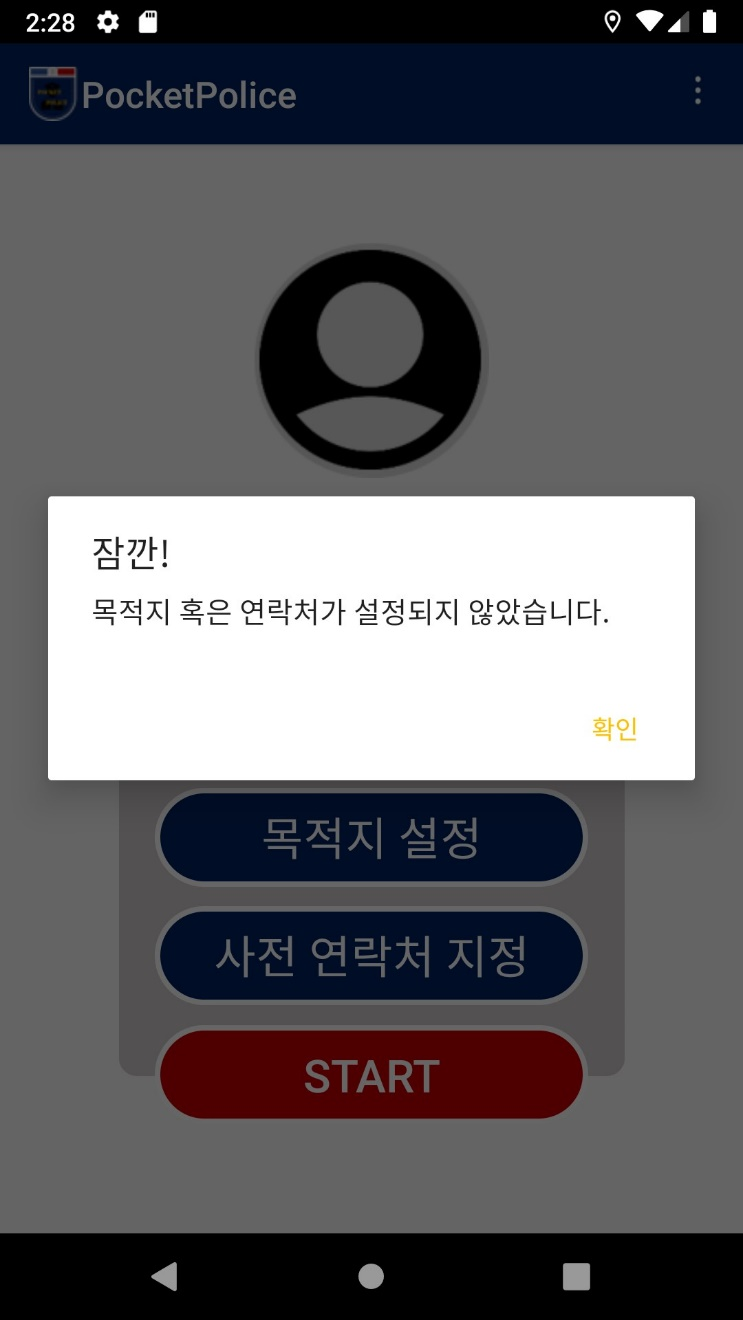 2:28
PocketPolice
잠깐!
목적지 혹은 연락처가 설정되지 않았습니다.
확인
목적지 설정
사전 연락처 지정
START